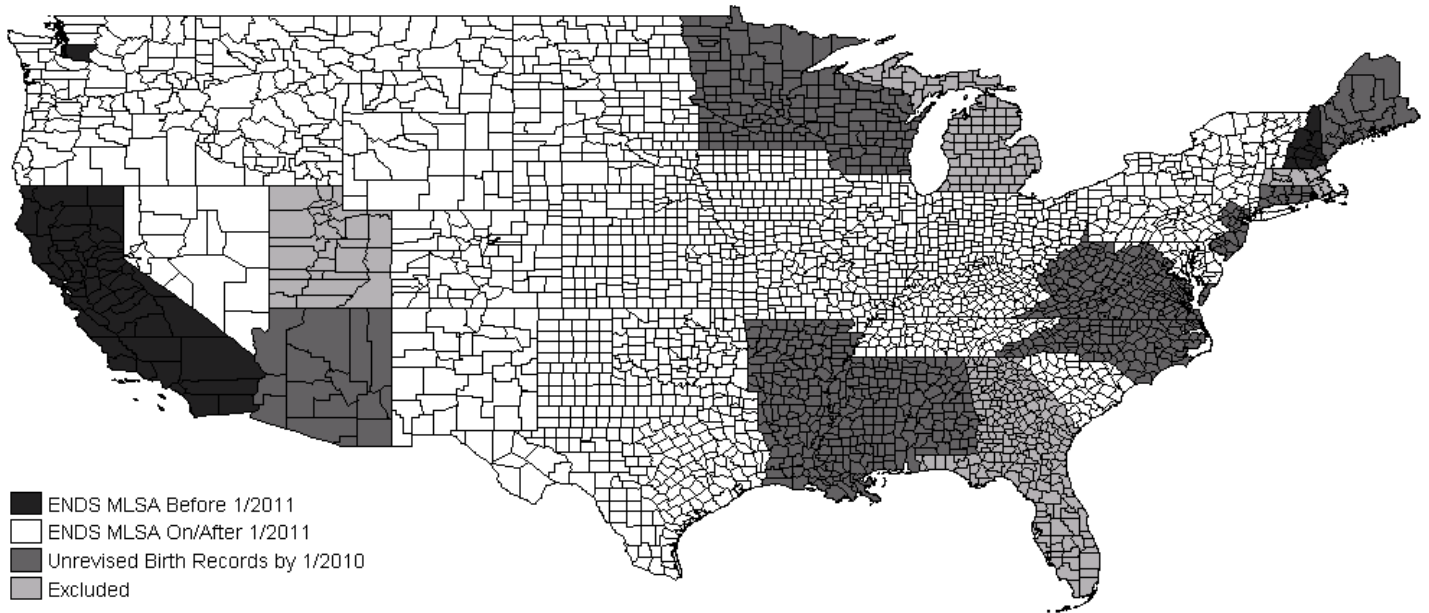 ENDS MLSA Before 1/2011
ENDS MLSA On/After 1/2011
Unrevised Birth Records by 1/2010
Excluded